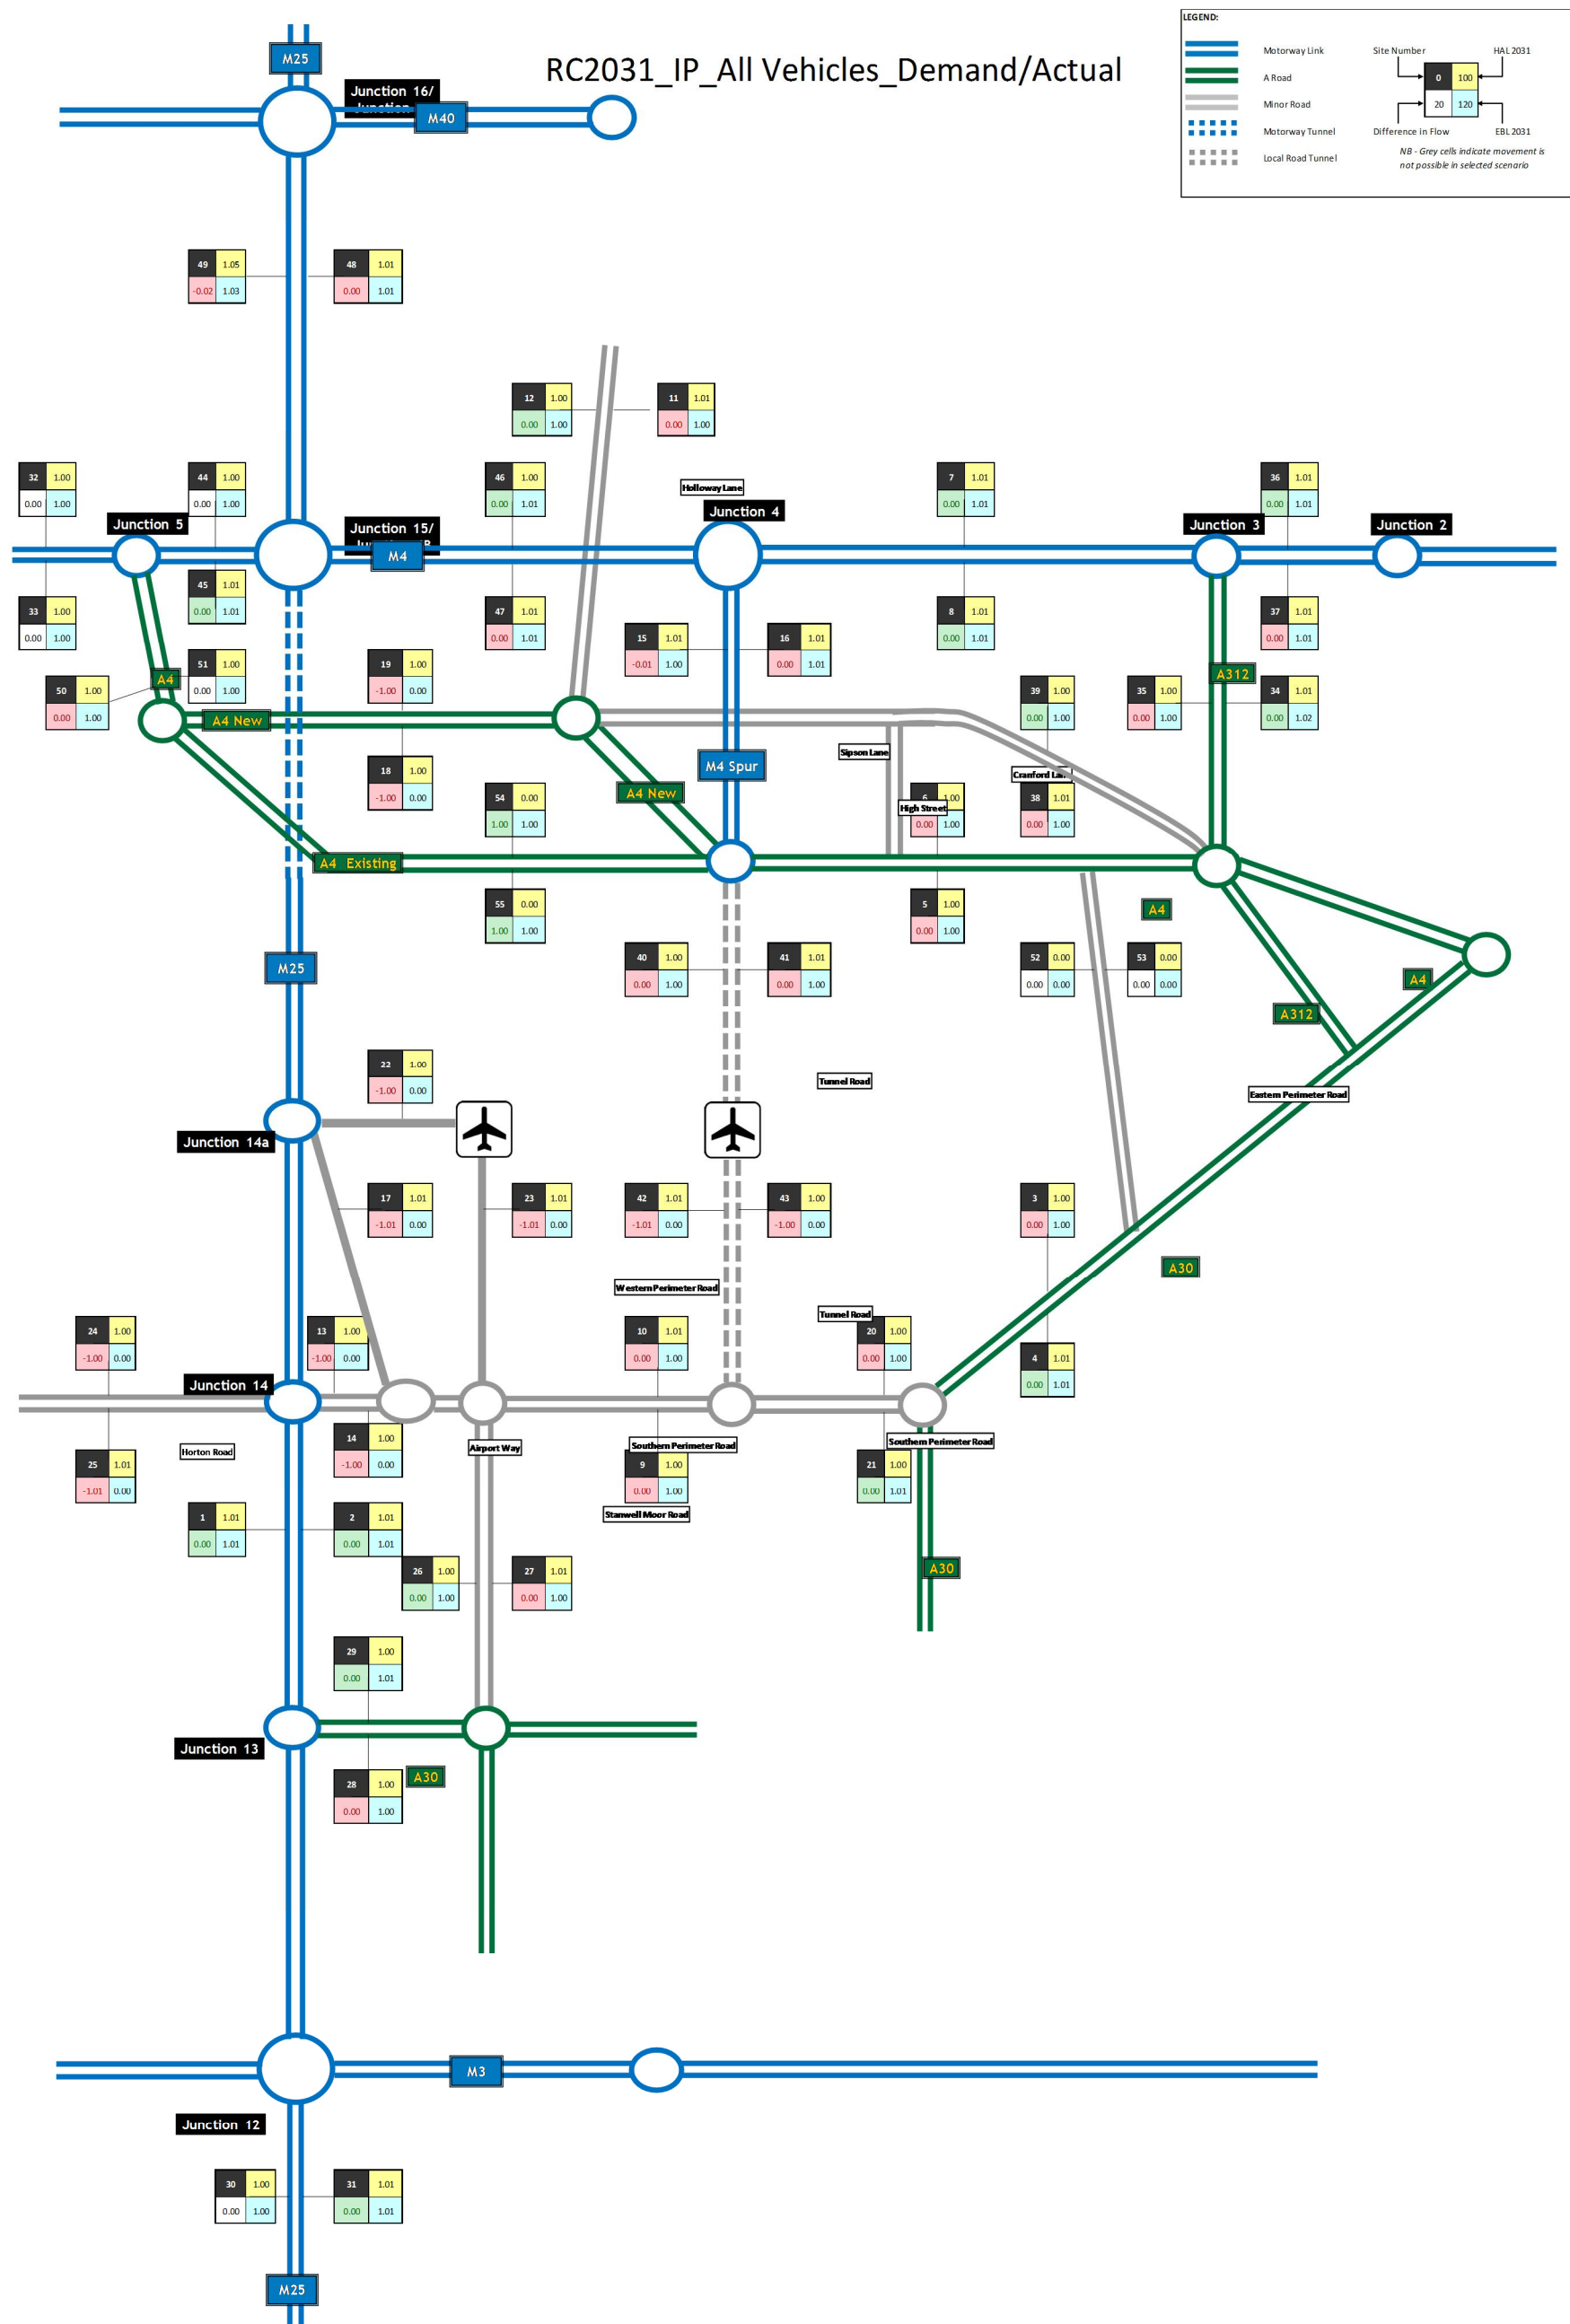 RC2031_IP_All Vehicles_Demand/Actual
LEGEND:
Motorway Link
A Road
Minor Road
Motorway Tunnel
Local Road Tunnel
Site Number HAL 2031
0 100
20 120
Difference in Flow EBL 2031
NB - Grey cells indicate movement is
not possible in selected scenario
M25
Junction 16/
M40
49 1.05
-0.02 1.03
48 1.01
0.00 1.01
12 1.00
0.00 1.00
11 1.01
0.00 1.00
32 1.00
0.00 1.00
44 1.00
0.00 1.00
46 1.00
0.00 1.01
Holloway Lane
7 1.01
0.00 1.01
36 1.01
0.00 1.01
Junction 5
Junction 15/
M4
Junction 4
Junction 3
Junction 2
33 1.00
0.00 1.00
45 1.01
0.00 1.01
47 1.01
0.00 1.01
15 1.01
-0.01 1.00
16 1.01
0.00 1.01
8 1.01
0.00 1.01
37 1.01
0.00 1.01
50 1.00
0.00 1.00
A4
51 1.00
0.00 1.00
19 1.00
-1.00 0.00
39 1.00
0.00 1.00
35 1.00
0.00 1.00
A312
34 1.01
0.00 1.02
A4 New
18 1.00
-1.00 0.00
54 0.00
1.00 1.00
A4 New
M4 Spur
Sipson Lane
High Street
6 1.00
0.00 1.00
Cranford Lane
38 1.01
0.00 1.00
A4 Existing
55 0.00
1.00 1.00
5 1.00
0.00 1.00
A4
M25
40 1.00
0.00 1.00
41 1.01
0.00 1.00
52 0.00
0.00 0.00
53 0.00
0.00 0.00
A4
A312
22 1.00
-1.00 0.00
Tunnel Road
Eastern Perimeter Road
Junction 14a
17 1.01
-1.01 0.00
23 1.01
-1.01 0.00
42 1.01
-1.01 0.00
43 1.00
-1.00 0.00
3 1.00
0.00 1.00
A30
Western Perimeter Road
Tunnel Road
24 1.00
-1.00 0.00
13 1.00
-1.00 0.00
10 1.01
0.00 1.00
20 1.00
0.00 1.00
4 1.01
0.00 1.01
Junction 14
Horton Road
14 1.00
-1.00 0.00
Airport Way
Southern Perimeter Road
Southern Perimeter Road
25 1.01
-1.01 0.00
9 1.00
0.00 1.00
21 1.00
0.00 1.01
Stanwell Moor Road
1 1.01
0.00 1.01
2 1.01
0.00 1.01
26 1.00
0.00 1.00
27 1.01
0.00 1.00
A30
29 1.00
0.00 1.01
Junction 13
28 1.00
0.00 1.00
A30
M3
Junction 12
30 1.00
0.00 1.00
31 1.01
0.00 1.01
M25